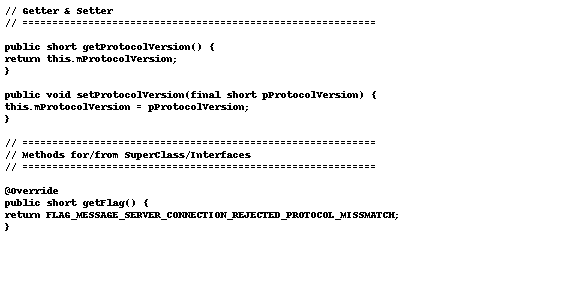 // Getter & Setter
// ===========================================================
public short getProtocolVersion() {
return this.mProtocolVersion;
}
public void setProtocolVersion(final short pProtocolVersion) {
this.mProtocolVersion = pProtocolVersion;
}
// ===========================================================
// Methods for/from SuperClass/Interfaces
// ===========================================================
@Override
public short getFlag() {
return FLAG_MESSAGE_SERVER_CONNECTION_REJECTED_PROTOCOL_MISSMATCH;
}